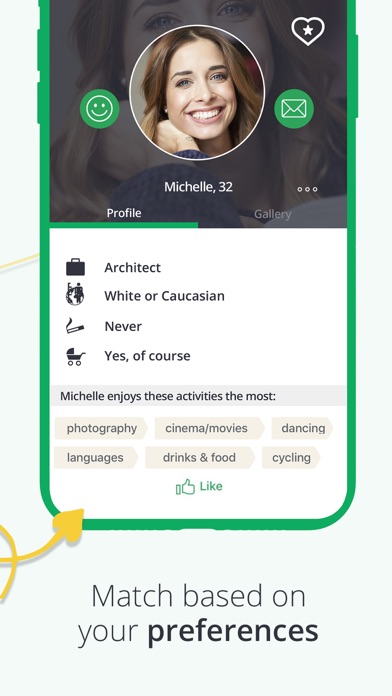 Michelle, 32
Profile
Gallery
Architect
White or Caucasian
Never
Yes, of course
Michelle enjoys these activities the most:
photography
cinema/movies
dancing
languages
drinks & food
cycling
Like
Match based on
your preferences